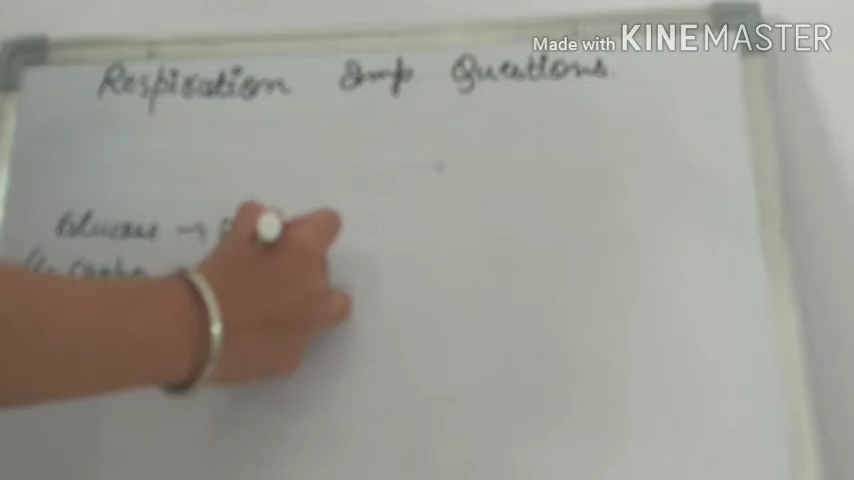 Made with KINEMASTER
Respiration Imp Questions
Glucose →